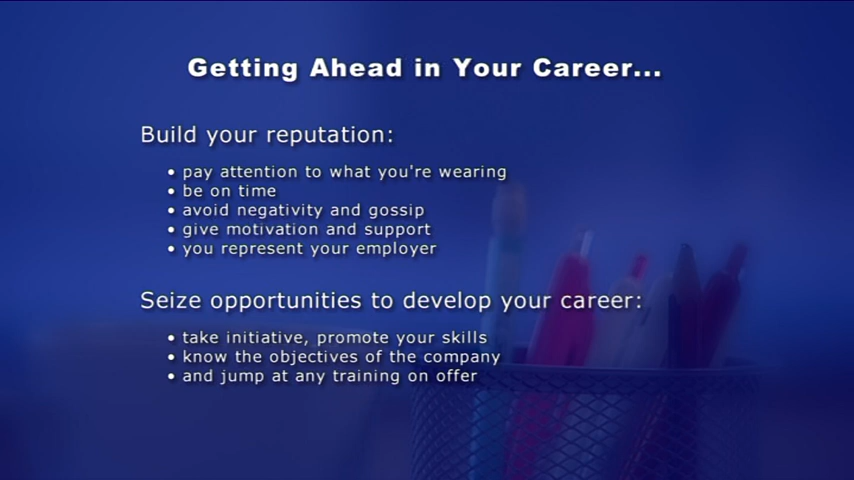 Getting Ahead in Your Career...
Build your reputation:
• pay attention to what you're wearing
• be on time
• avoid negativity and gossip
• give motivation and support
• you represent your employer
Seize opportunities to develop your career:
• take initiative, promote your skills
• know the objectives of the company
• and jump at any training on offer